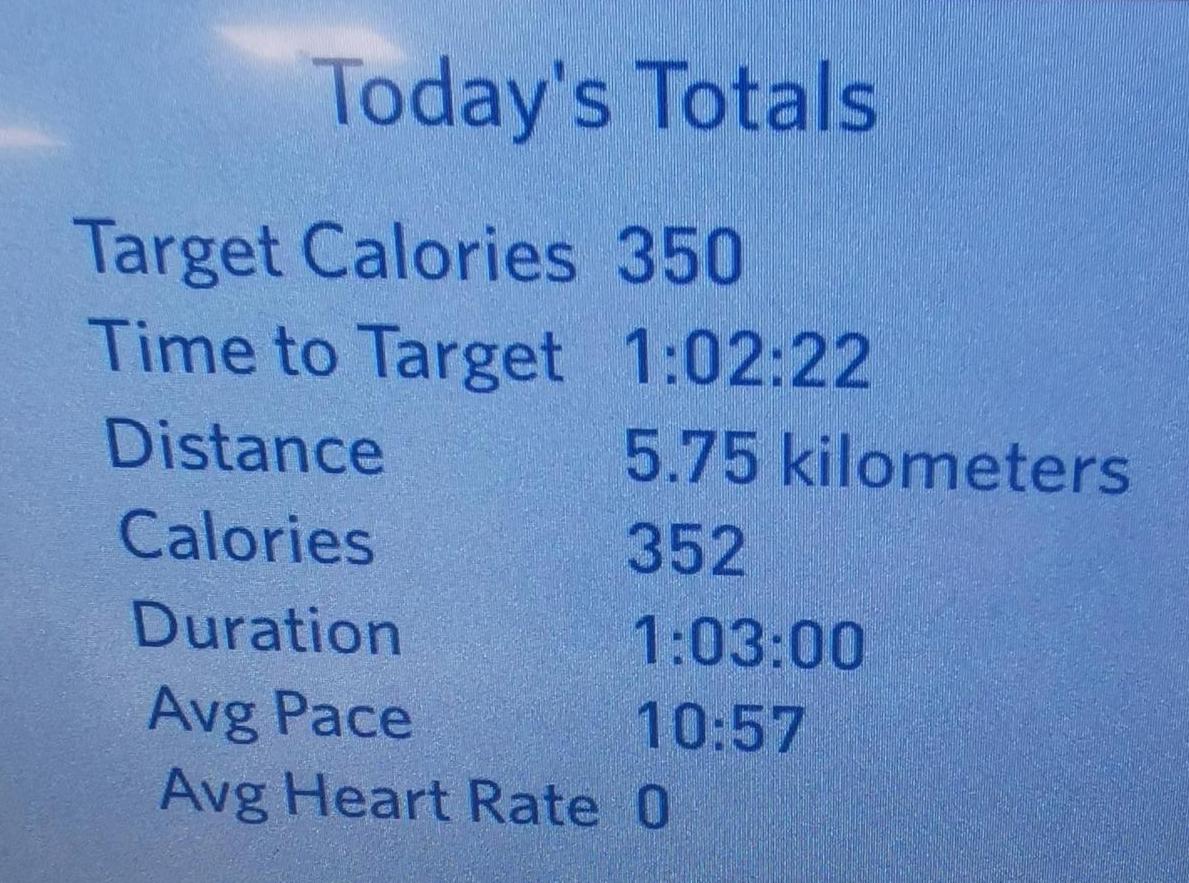 Today's Totals
Target Calories 350
Time to Target 1:02:22
Distance 5.75 kilometers
Calories 352
Duration 1:03:00
Avg Pace 10:57
Avg Heart Rate 0